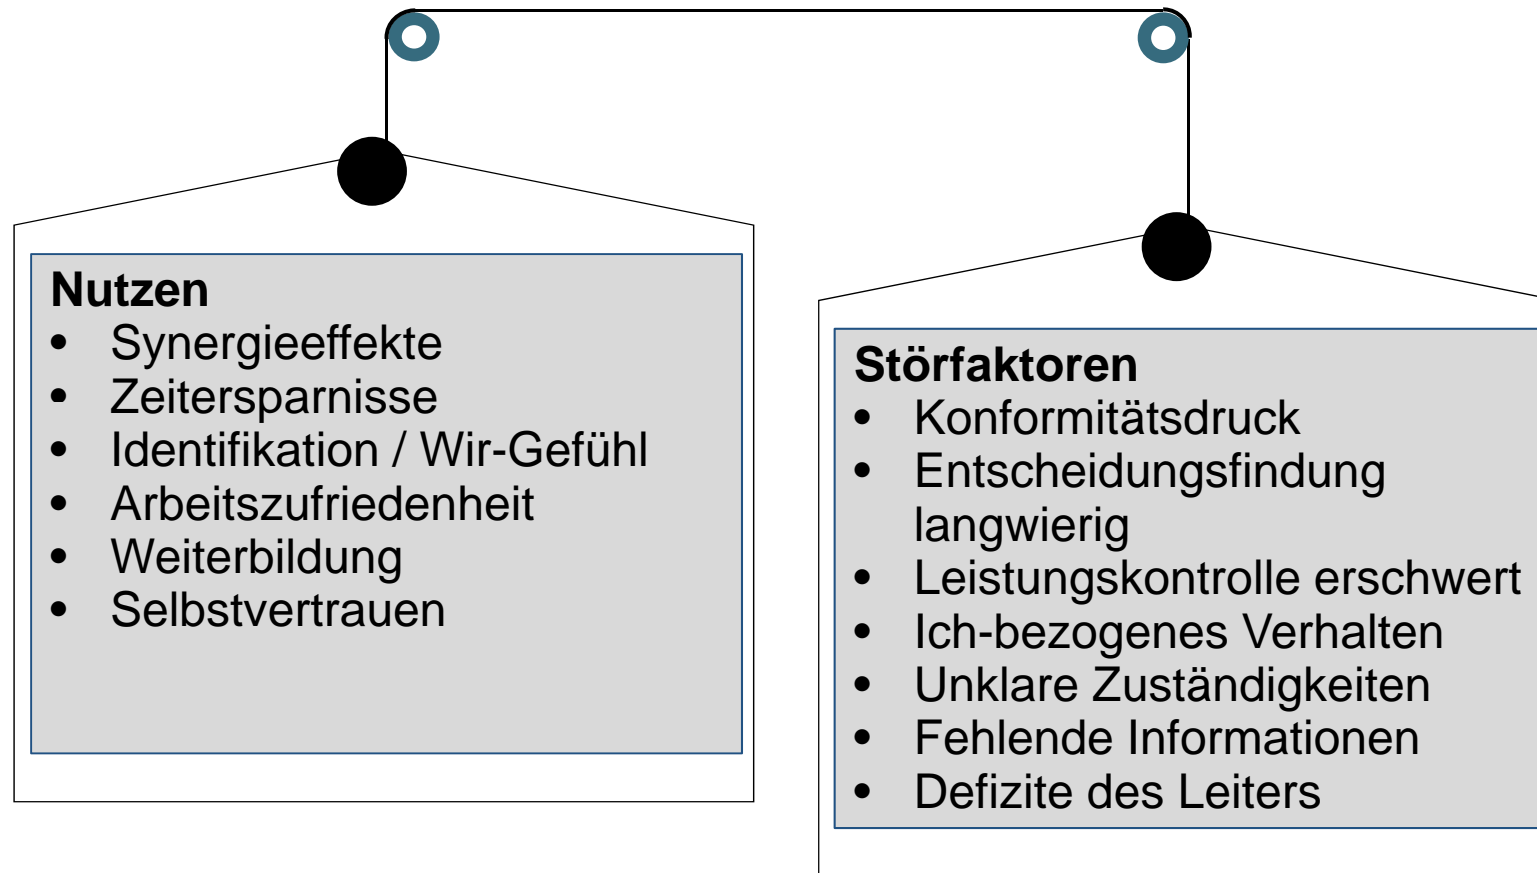 Nutzen
• Synergieeffekte
• Zeitersparnisse
• Identifikation / Wir-Gefühl
• Arbeitszufriedenheit
• Weiterbildung
• Selbstvertrauen
Störfaktoren
• Konformitätsdruck
• Entscheidungsfindung
langwierig
• Leistungskontrolle erschwert
• Ich-bezogenes Verhalten
• Unklare Zuständigkeiten
• Fehlende Informationen
• Defizite des Leiters